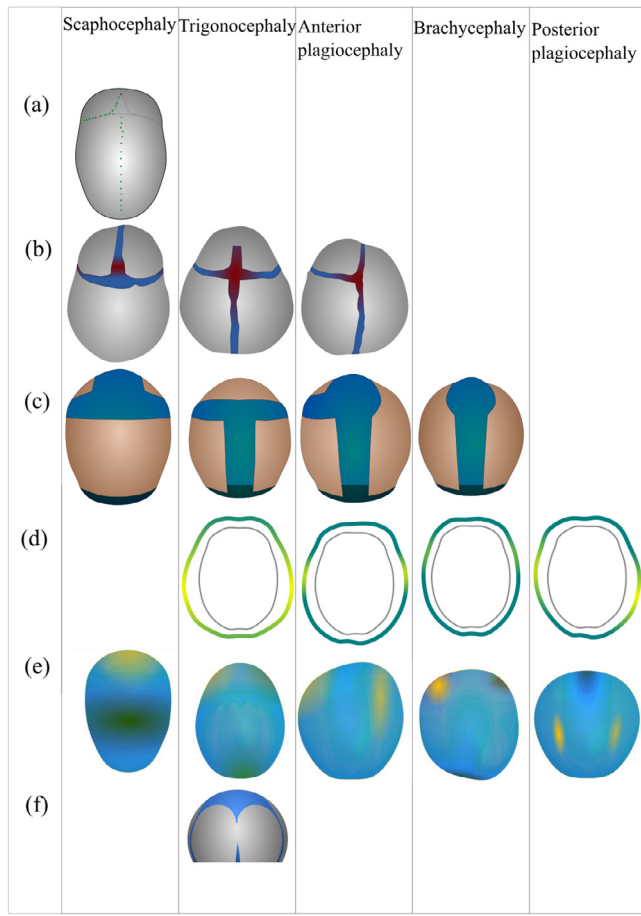 Scaphocephaly Trigonocephaly Anterior plagiocephaly Brachycephaly Posterior plagiocephaly
(a)
(b)
(c)
(d)
(e)
(f)